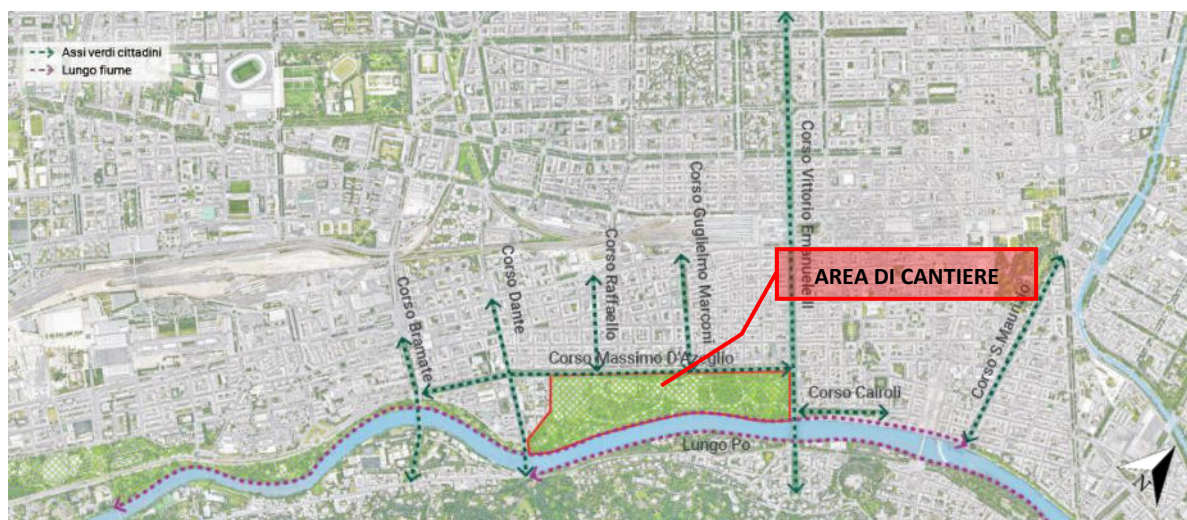 Assi verdi cittadini
Lungo fiume
Corso Vittorio Emanuele II
Corso Guglielmo Marconi
Corso Raffaello
Corso Dante
Corso Bramate
AREA DI CANTIERE
Corso S.Maurizio
Corso Massimo D'Azeglio
Corso Cairoli
Lungo Po
N